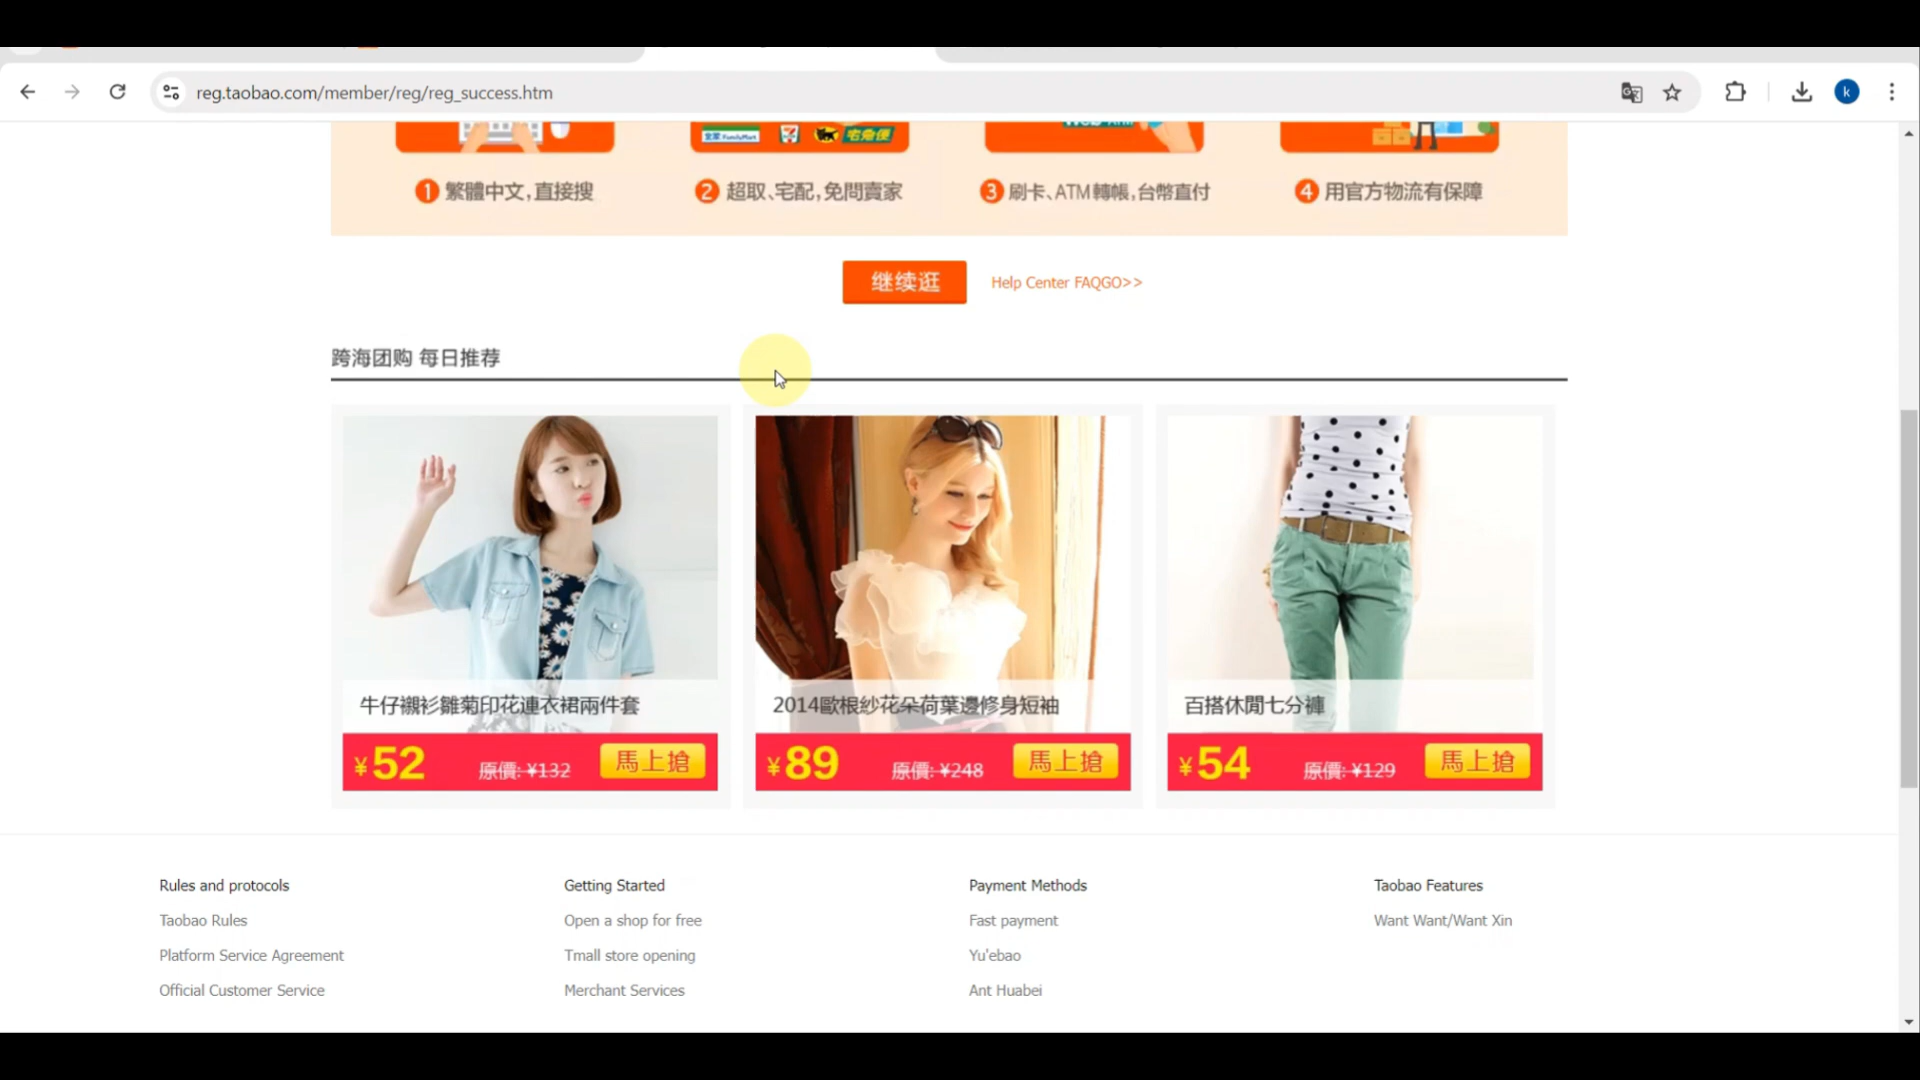 reg.taobao.com/member/reg/reg_success.htm
k
全家 FamilyMart 宅急便
1 繁體中文,直接搜
2 超取、宅配,免問賣家
3 刷卡、ATM轉帳,台幣直付
4 用官方物流有保障
继续逛 Help Center FAQGO>>
跨海团购 每日推荐
牛仔襯衫雛菊印花連衣裙兩件套
¥52 原價: ¥132 馬上搶
2014歐根紗花朵荷葉邊修身短袖
¥89 原價: ¥248 馬上搶
百搭休閒七分褲
¥54 原價: ¥129 馬上搶
Rules and protocols
Taobao Rules
Platform Service Agreement
Official Customer Service
Getting Started
Open a shop for free
Tmall store opening
Merchant Services
Payment Methods
Fast payment
Yu'ebao
Ant Huabei
Taobao Features
Want Want/Want Xin